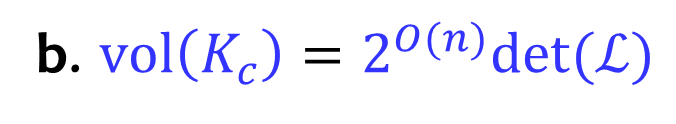 b. vol(K_c) = 2^{O(n)}det(ℒ)